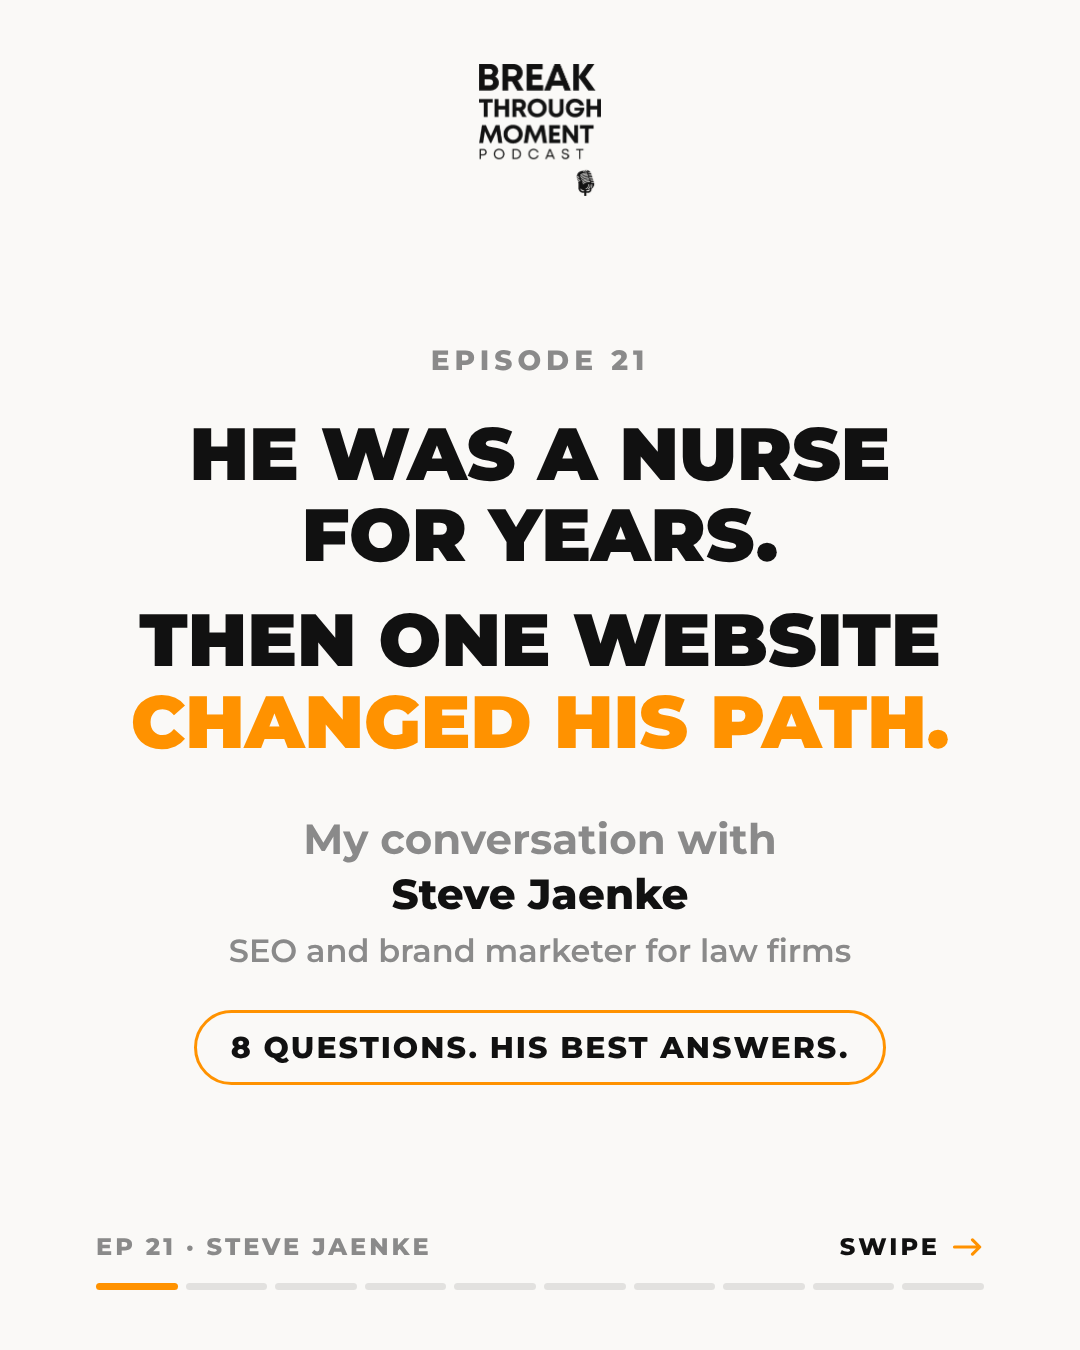 BREAK
THROUGH
MOMENT
PODCAST
EPISODE 21
HE WAS A NURSE
FOR YEARS.
THEN ONE WEBSITE
CHANGED HIS PATH.
My conversation with
Steve Jaenke
SEO and brand marketer for law firms
8 QUESTIONS. HIS BEST ANSWERS.
EP 21 · STEVE JAENKE
SWIPE →